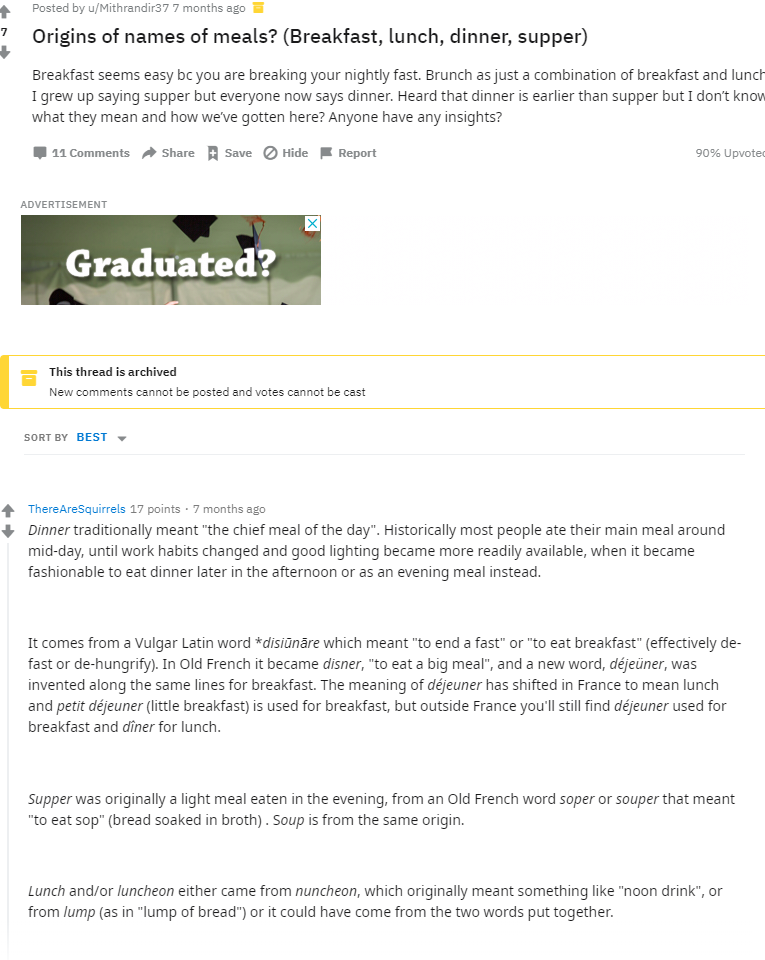 Posted by u/Mithrandir37 7 months ago
7
Origins of names of meals? (Breakfast, lunch, dinner, supper)
Breakfast seems easy bc you are breaking your nightly fast. Brunch as just a combination of breakfast and lunch
I grew up saying supper but everyone now says dinner. Heard that dinner is earlier than supper but I don’t know
what they mean and how we’ve gotten here? Anyone have any insights?
11 Comments Share Save Hide Report 90% Upvoted
ADVERTISEMENT
Graduated?
This thread is archived
New comments cannot be posted and votes cannot be cast
SORT BY BEST
ThereAreSquirrels 17 points · 7 months ago
Dinner traditionally meant "the chief meal of the day". Historically most people ate their main meal around
mid-day, until work habits changed and good lighting became more readily available, when it became
fashionable to eat dinner later in the afternoon or as an evening meal instead.
It comes from a Vulgar Latin word *disiūnāre which meant "to end a fast" or "to eat breakfast" (effectively de-
fast or de-hungrify). In Old French it became disner, "to eat a big meal", and a new word, déjeüner, was
invented along the same lines for breakfast. The meaning of déjeuner has shifted in France to mean lunch
and petit déjeuner (little breakfast) is used for breakfast, but outside France you'll still find déjeuner used for
breakfast and dîner for lunch.
Supper was originally a light meal eaten in the evening, from an Old French word soper or souper that meant
"to eat sop" (bread soaked in broth) . Soup is from the same origin.
Lunch and/or luncheon either came from nuncheon, which originally meant something like "noon drink", or
from lump (as in "lump of bread") or it could have come from the two words put together.